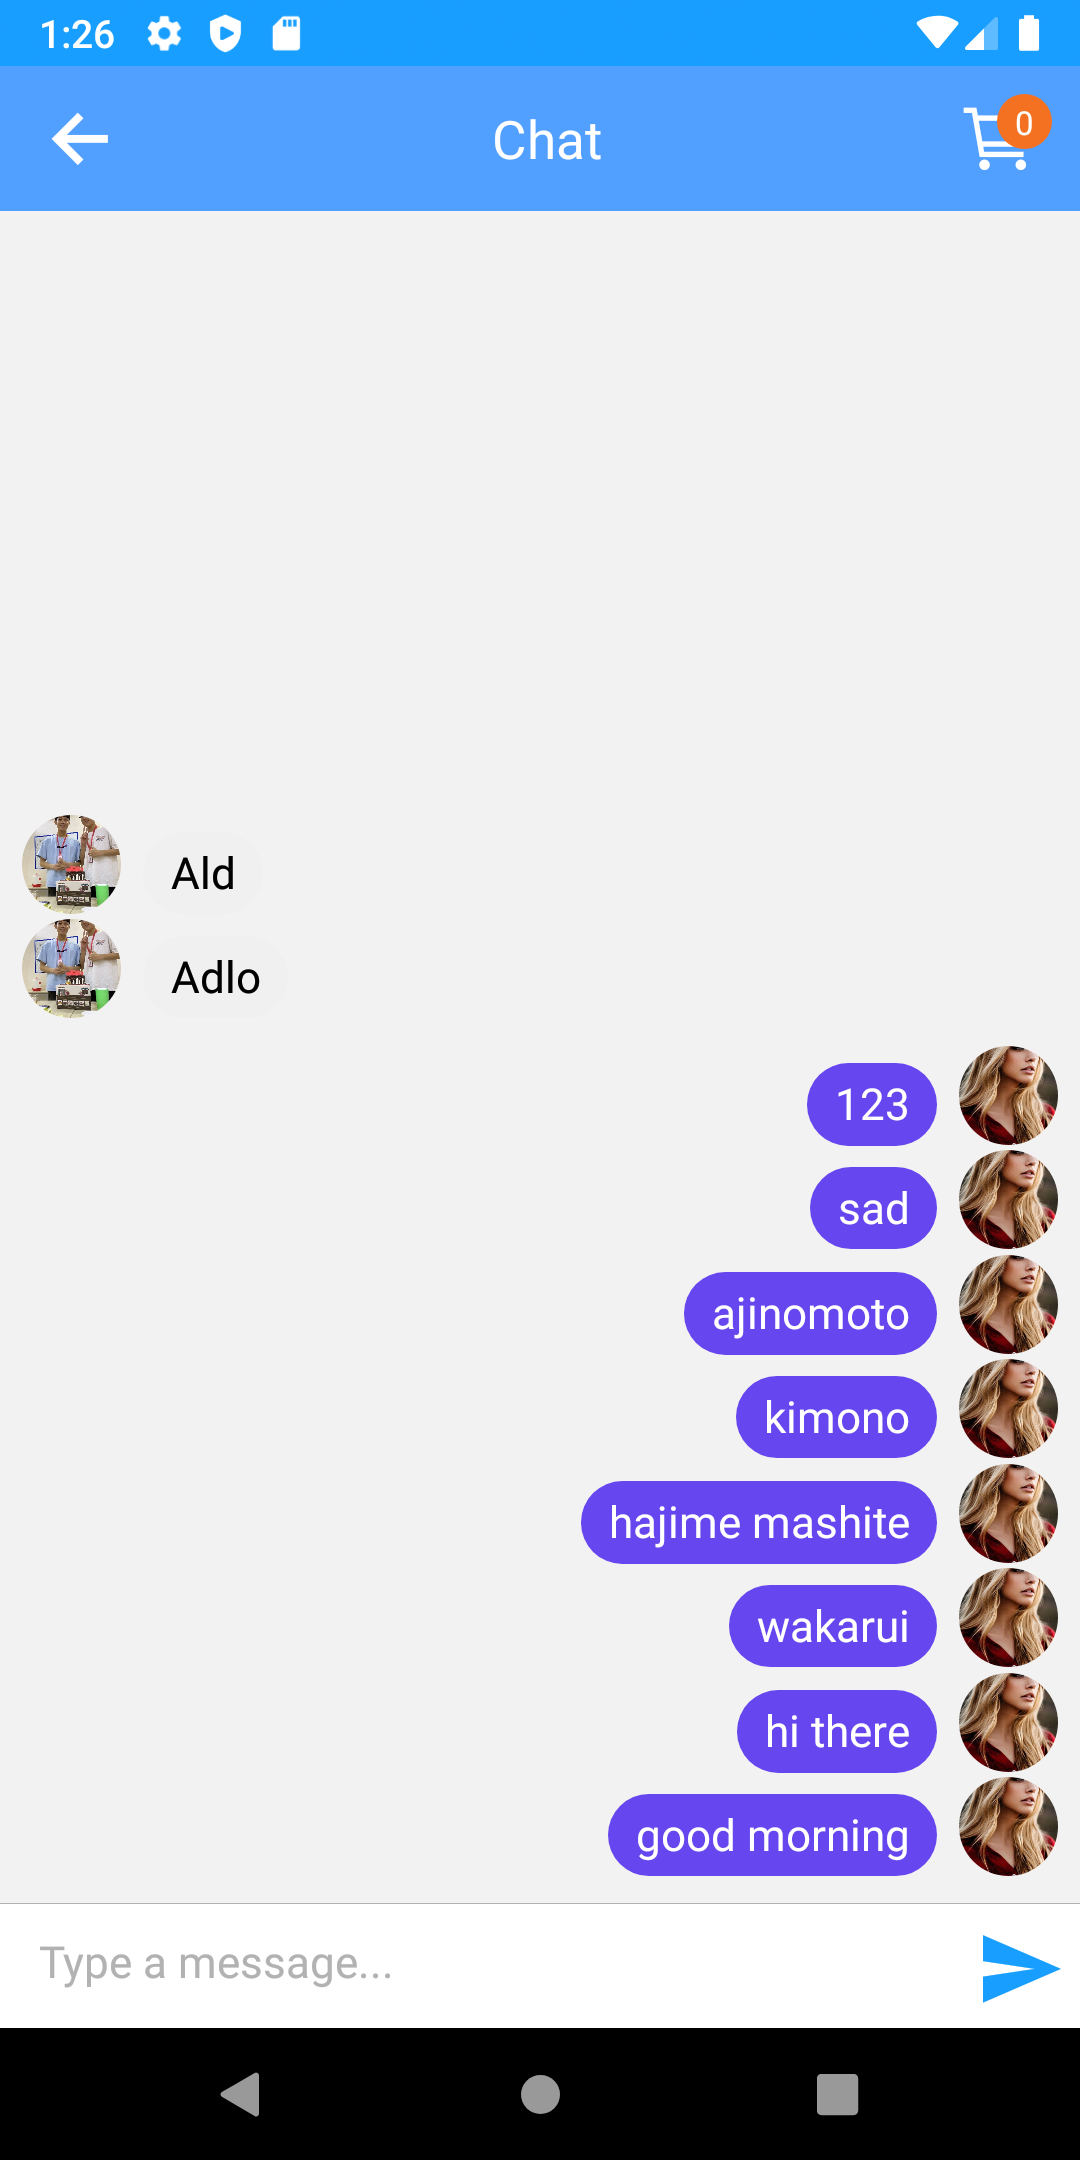 1:26
Chat
0
Ald
Adlo
123
sad
ajinomoto
kimono
hajime mashite
wakarui
hi there
good morning
Type a message...